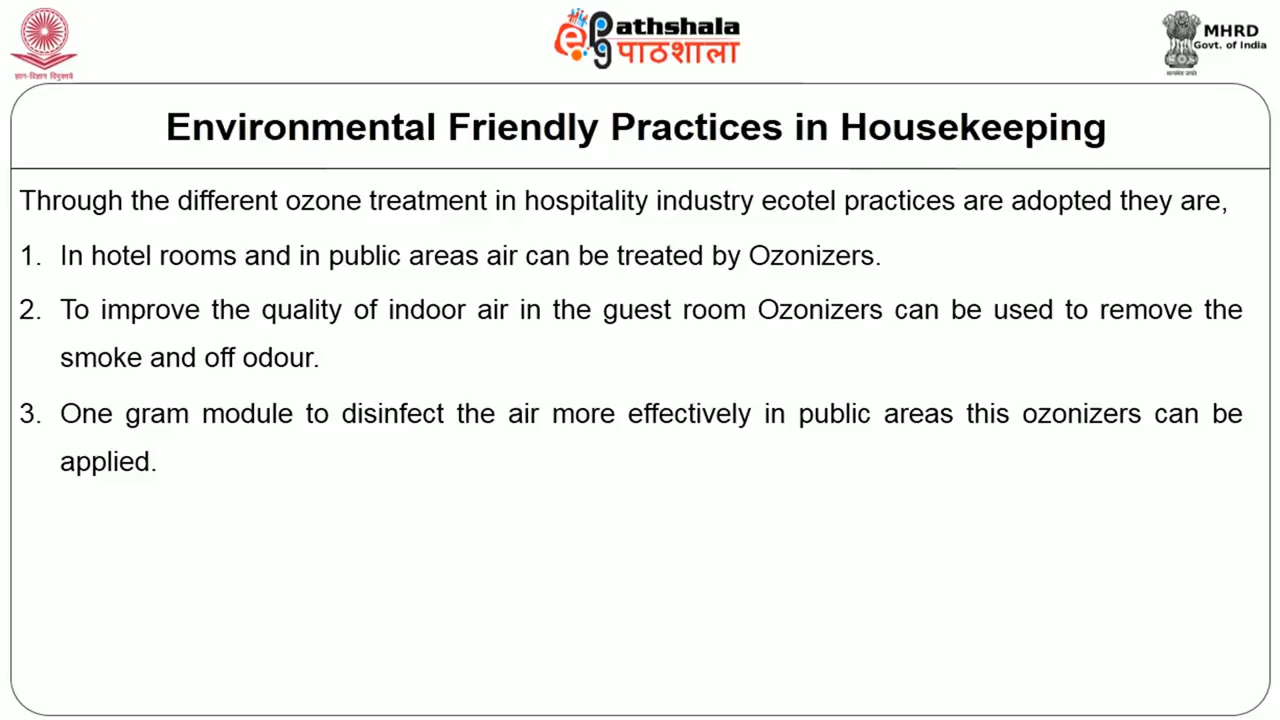 ज्ञान-विज्ञान विमुक्तये
ePathshala
पाठशाला
MHRD
Govt. of India
सत्यमेव जयते
Environmental Friendly Practices in Housekeeping
Through the different ozone treatment in hospitality industry ecotel practices are adopted they are,
1. In hotel rooms and in public areas air can be treated by Ozonizers.
2. To improve the quality of indoor air in the guest room Ozonizers can be used to remove the
smoke and off odour.
3. One gram module to disinfect the air more effectively in public areas this ozonizers can be
applied.